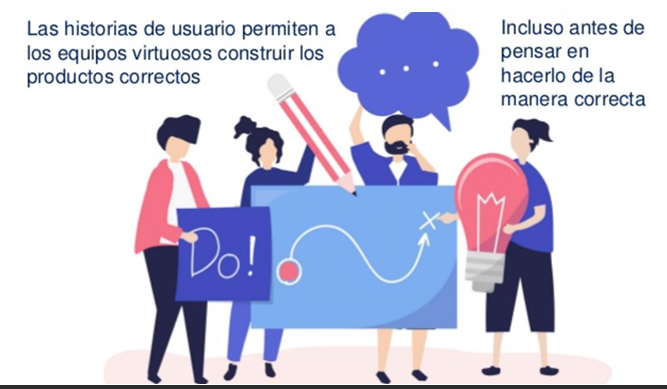 Las historias de usuario permiten a
los equipos virtuosos construir los
productos correctos
Incluso antes de
pensar en
hacerlo de la
manera correcta
Do!